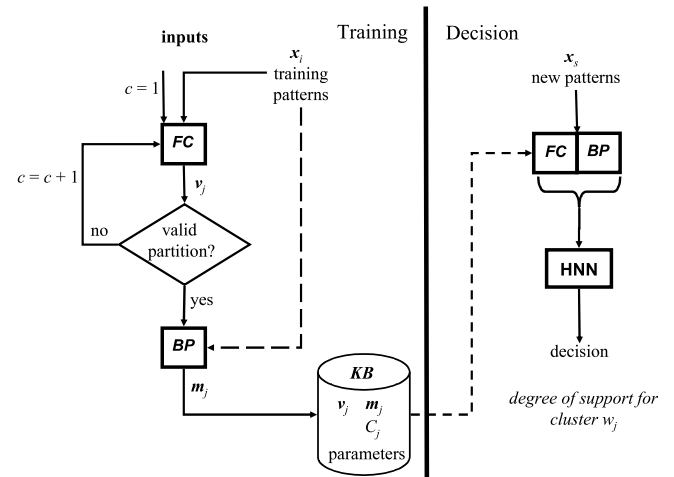 inputs
Training
Decision
x_i
training
patterns
c = 1
FC
v_j
c = c + 1
no
valid
partition?
yes
BP
m_j
KB
v_j m_j
C_j
parameters
x_s
new patterns
FC BP
HNN
decision
degree of support for
cluster w_j